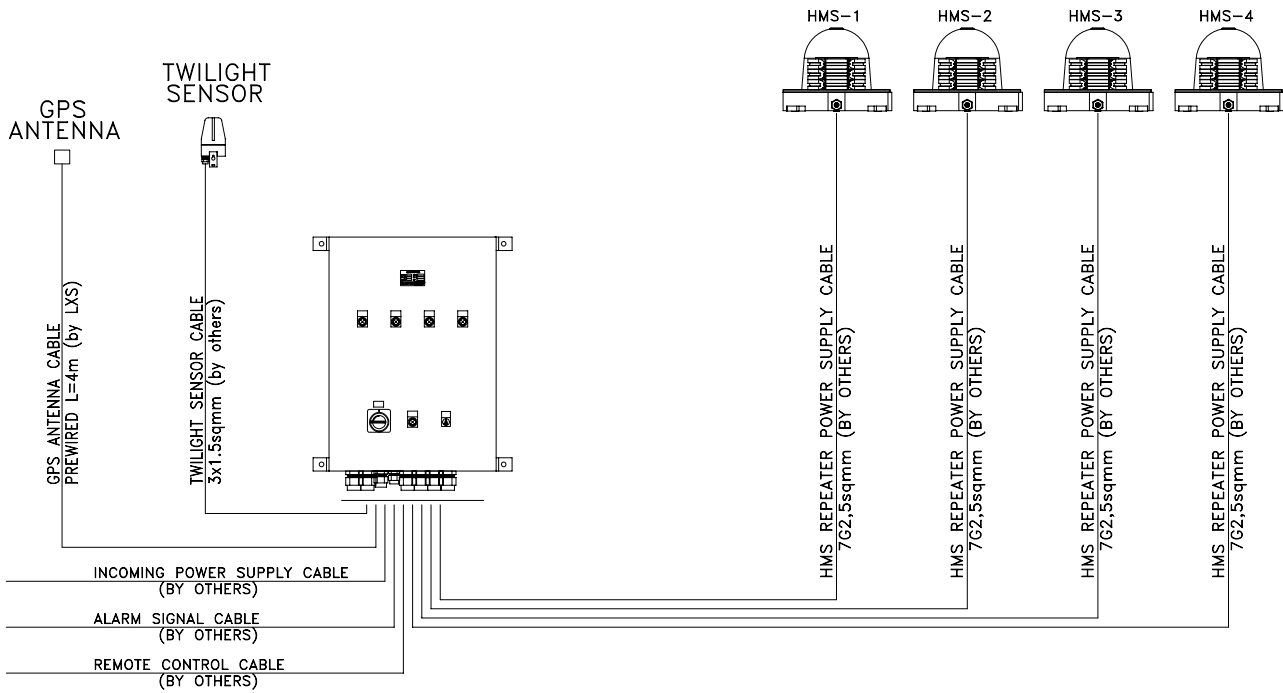 HMS-1
HMS-2
HMS-3
HMS-4
TWILIGHT
SENSOR
GPS
ANTENNA
GPS ANTENNA CABLE
PREWIRED L=4m (by LXS)
TWILIGHT SENSOR CABLE
3x1.5sqmm (by others)
HMS REPEATER POWER SUPPLY CABLE
7G2,5sqmm (BY OTHERS)
HMS REPEATER POWER SUPPLY CABLE
7G2,5sqmm (BY OTHERS)
HMS REPEATER POWER SUPPLY CABLE
7G2,5sqmm (BY OTHERS)
HMS REPEATER POWER SUPPLY CABLE
7G2,5sqmm (BY OTHERS)
INCOMING POWER SUPPLY CABLE
(BY OTHERS)
ALARM SIGNAL CABLE
(BY OTHERS)
REMOTE CONTROL CABLE
(BY OTHERS)